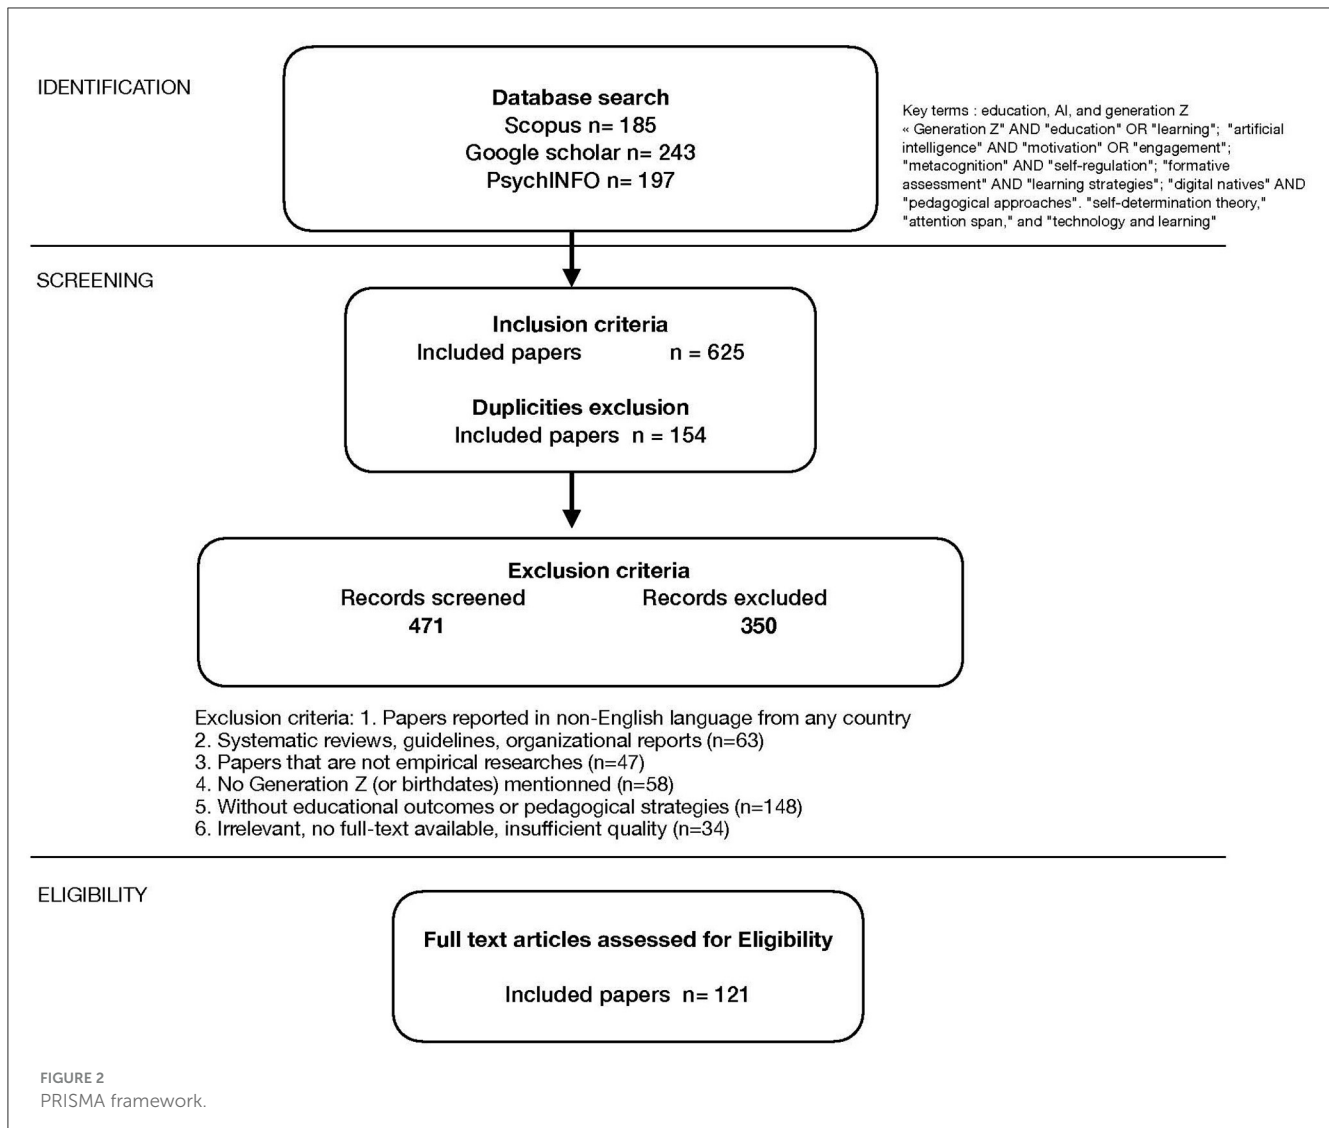 IDENTIFICATION
Database search
Scopus n= 185
Google scholar n= 243
PsychINFO n= 197
Key terms : education, AI, and generation Z
« Generation Z" AND "education" OR "learning"; "artificial
intelligence" AND "motivation" OR "engagement";
"metacognition" AND "self-regulation"; "formative
assessment" AND "learning strategies"; "digital natives" AND
"pedagogical approaches". "self-determination theory,"
"attention span," and "technology and learning"
SCREENING
Inclusion criteria
Included papers n = 625
Duplicities exclusion
Included papers n = 154
Exclusion criteria
Records screened Records excluded
471 350
Exclusion criteria: 1. Papers reported in non-English language from any country
2. Systematic reviews, guidelines, organizational reports (n=63)
3. Papers that are not empirical researches (n=47)
4. No Generation Z (or birthdates) mentionned (n=58)
5. Without educational outcomes or pedagogical strategies (n=148)
6. Irrelevant, no full-text available, insufficient quality (n=34)
ELIGIBILITY
Full text articles assessed for Eligibility
Included papers n= 121
FIGURE 2
PRISMA framework.